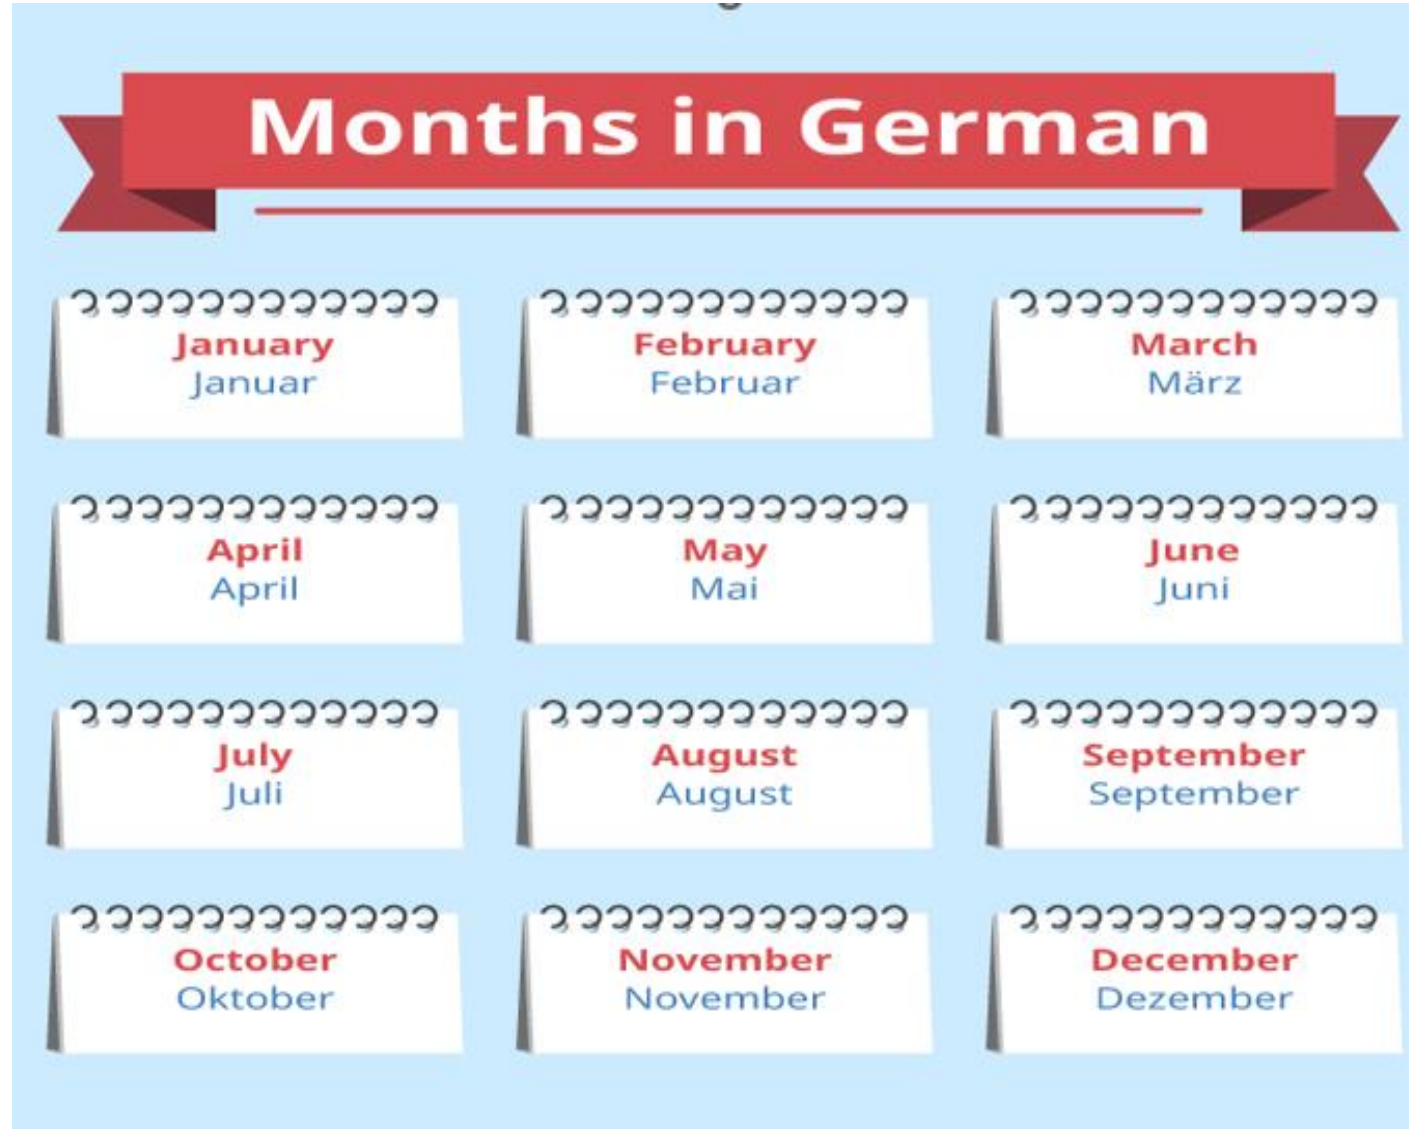 Months in German
January
Januar
February
Februar
March
März
April
April
May
Mai
June
Juni
July
Juli
August
August
September
September
October
Oktober
November
November
December
Dezember